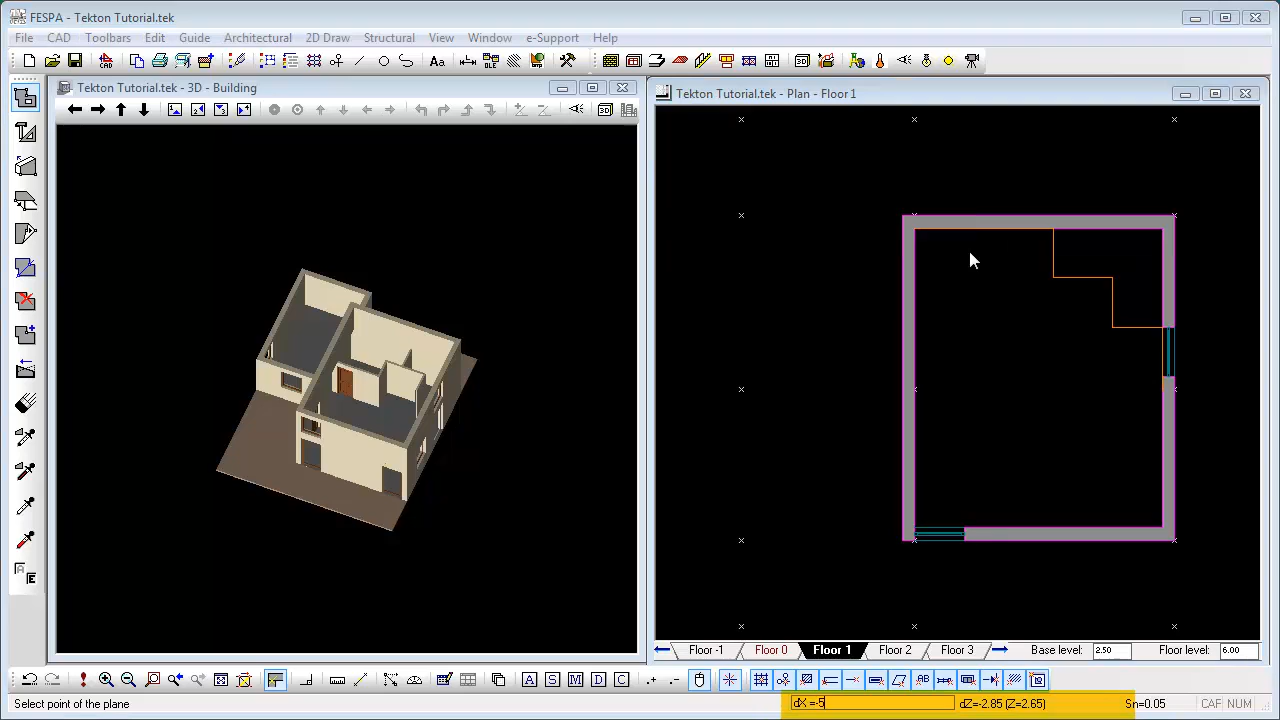 FESPA - Tekton Tutorial.tek
File CAD Toolbars Edit Guide Architectural 2D Draw Structural View Window e-Support Help
Tekton Tutorial.tek - 3D - Building
Tekton Tutorial.tek - Plan - Floor 1
Floor -1 Floor 0 Floor 1 Floor 2 Floor 3 Base level: 2.50 Floor level: 6.00
Select point of the plane
dX =-5 dZ=-2.85 (Z=2.65) Sn=0.05 CAF NUM